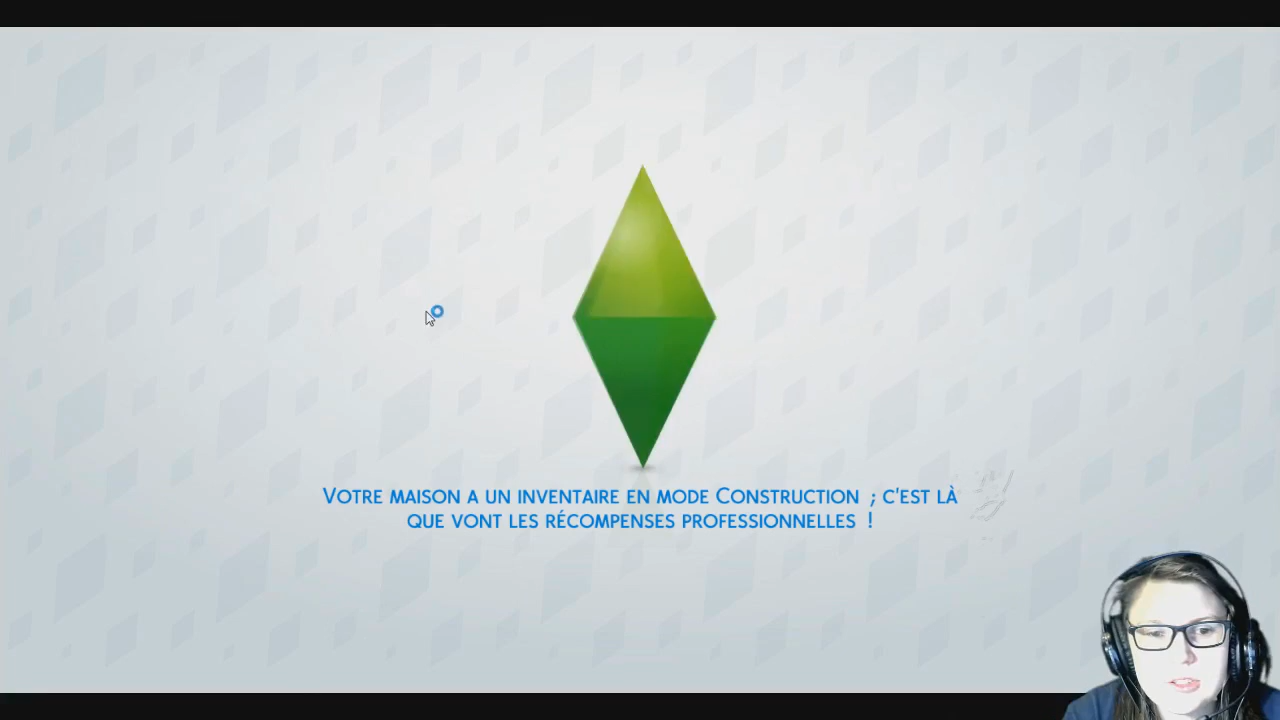 Votre maison a un inventaire en mode Construction ; c'est là
que vont les récompenses professionnelles !